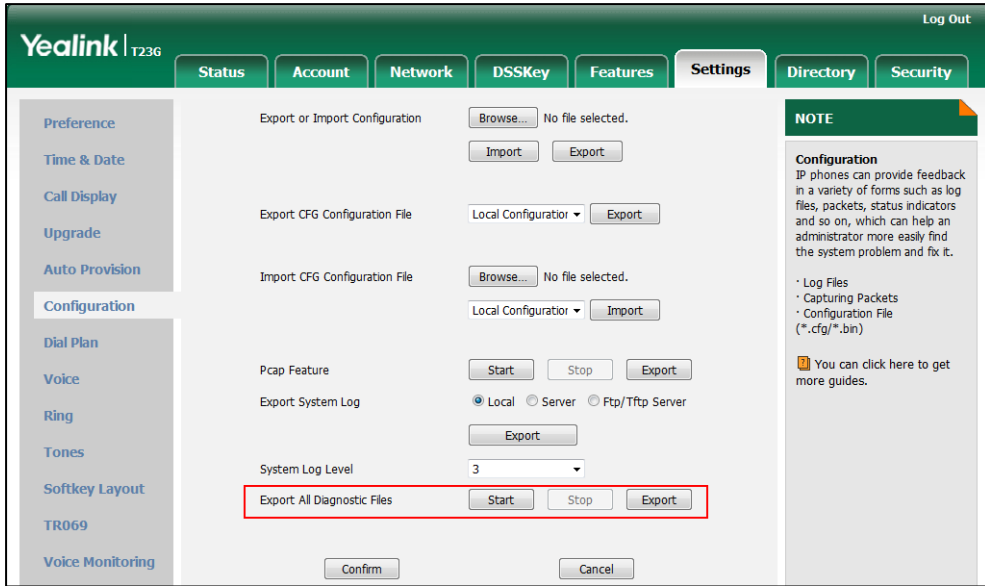 Log Out
Yealink | T23G
Status Account Network DSSKey Features Settings Directory Security
Preference
Time & Date
Call Display
Upgrade
Auto Provision
Configuration
Dial Plan
Voice
Ring
Tones
Softkey Layout
TR069
Voice Monitoring
Export or Import Configuration Browse... No file selected.
Import Export
Export CFG Configuration File Local Configuratior Export
Import CFG Configuration File Browse... No file selected.
Local Configuratior Import
Pcap Feature Start Stop Export
Export System Log Local Server Ftp/Tftp Server
Export
System Log Level 3
Export All Diagnostic Files Start Stop Export
Confirm Cancel
NOTE
Configuration
IP phones can provide feedback
in a variety of forms such as log
files, packets, status indicators
and so on, which can help an
administrator more easily find
the system problem and fix it.
· Log Files
· Capturing Packets
· Configuration File
(*.cfg/*.bin)
You can click here to get
more guides.